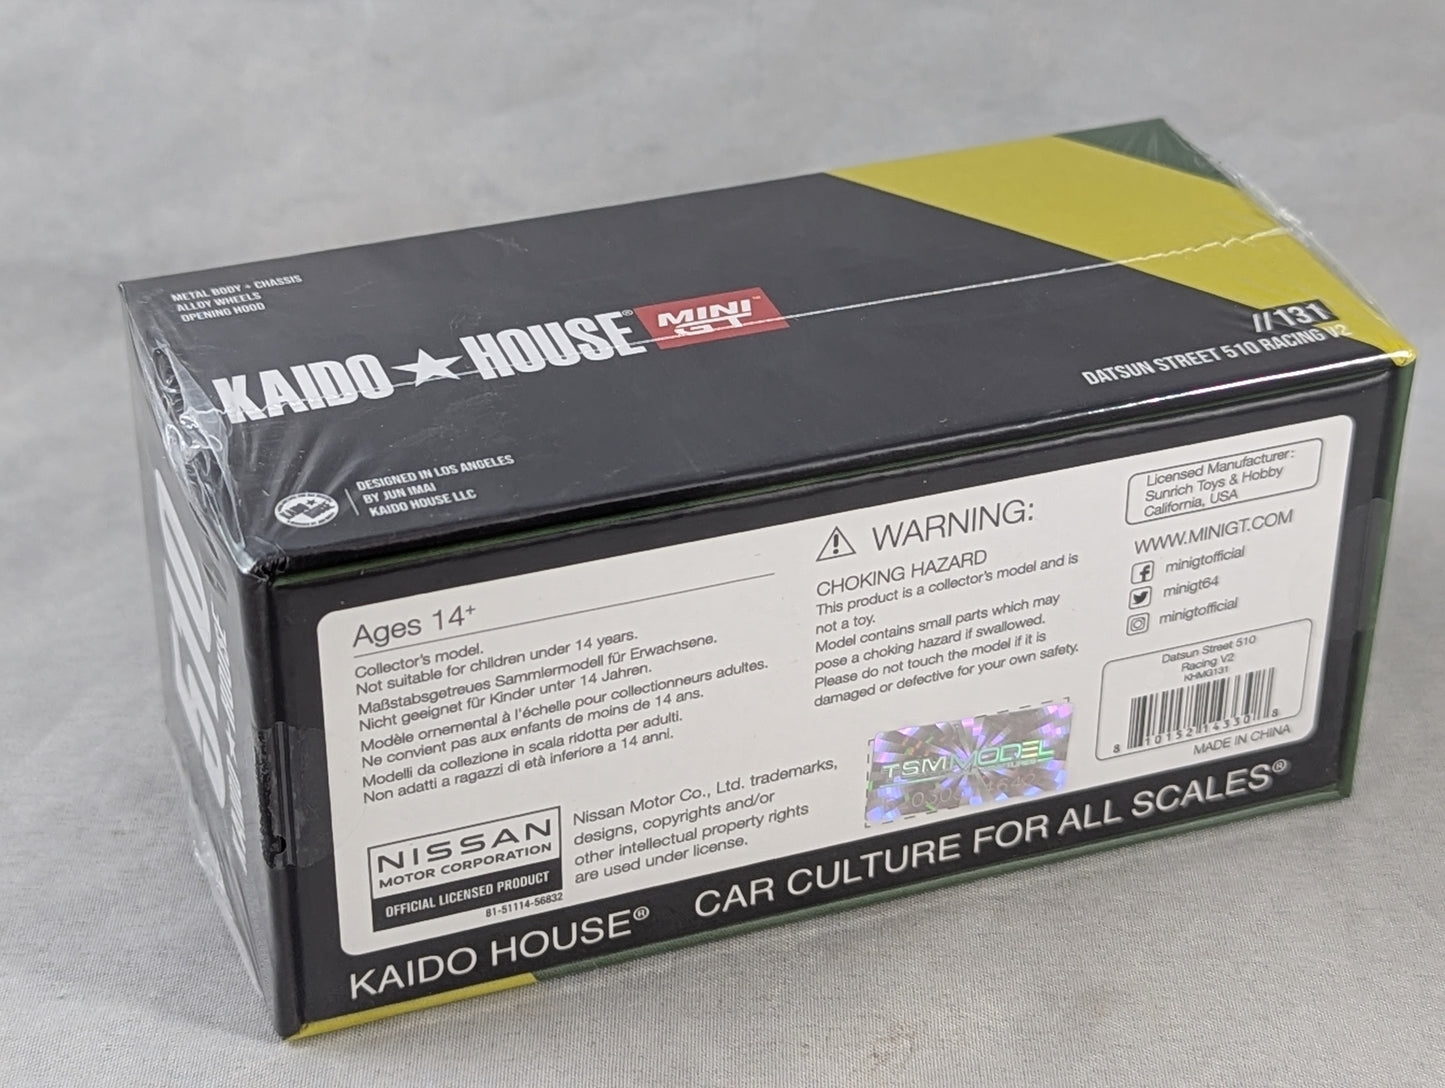 METAL BODY + CHASSIS
ALLOY WHEELS
OPENING HOOD
KAIDO★HOUSE® MINI GT™
//131
DATSUN STREET 510 RACING V2
DESIGNED IN LOS ANGELES
BY JUN IMAI
KAIDO HOUSE LLC
510
Ages 14+
Collector's model.
Not suitable for children under 14 years.
Maßstabsgetreues Sammlermodell für Erwachsene.
Nicht geeignet für Kinder unter 14 Jahren.
Modèle ornemental à l'échelle pour collectionneurs adultes.
Ne convient pas aux enfants de moins de 14 ans.
Modelli da collezione in scala ridotta per adulti.
Non adatti a ragazzi di età inferiore a 14 anni.
NISSAN
MOTOR CORPORATION
OFFICIAL LICENSED PRODUCT
81-51114-56832
Nissan Motor Co., Ltd. trademarks,
designs, copyrights and/or
other intellectual property rights
are used under license.
WARNING:
CHOKING HAZARD
This product is a collector's model and is
not a toy.
Model contains small parts which may
pose a choking hazard if swallowed.
Please do not touch the model if it is
damaged or defective for your own safety.
TSM MODEL
Licensed Manufacturer:
Sunrich Toys & Hobby
California, USA
WWW.MINIGT.COM
minigtofficial
minigt64
minigtofficial
Datsun Street 510
Racing V2
KHMG131
8 10152 14330 8
MADE IN CHINA
KAIDO HOUSE® CAR CULTURE FOR ALL SCALES®